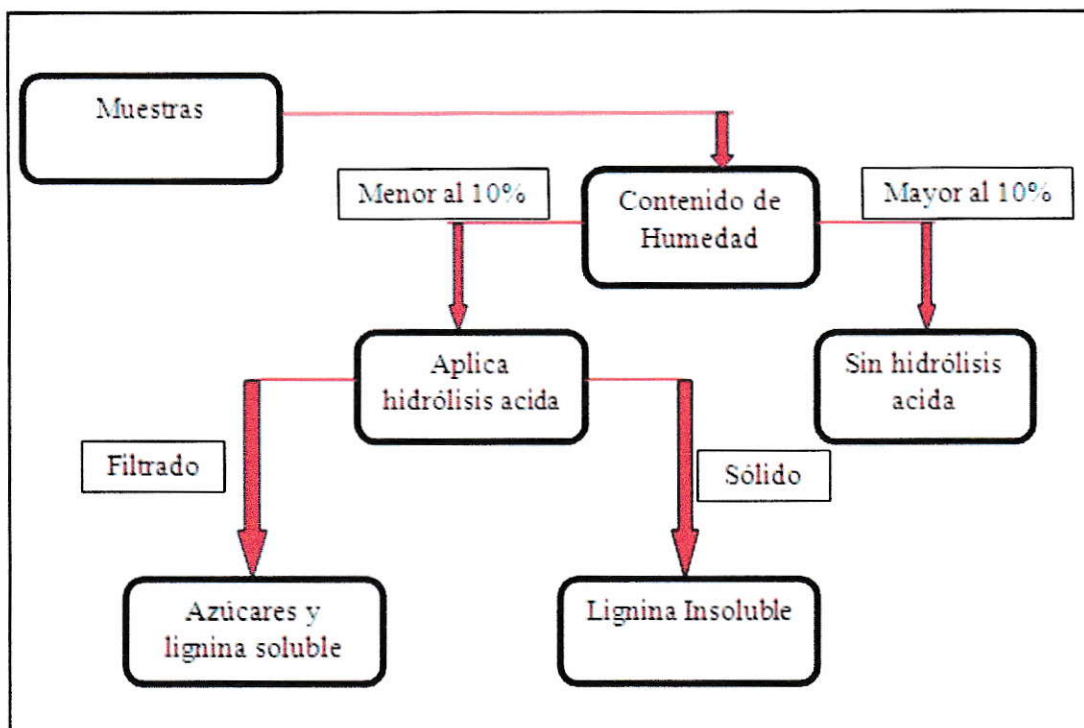 Muestras
Menor al 10%
Contenido de
Humedad
Mayor al 10%
Aplica
hidrólisis acida
Sin hidrólisis
acida
Filtrado
Sólido
Azúcares y
lignina soluble
Lignina Insoluble